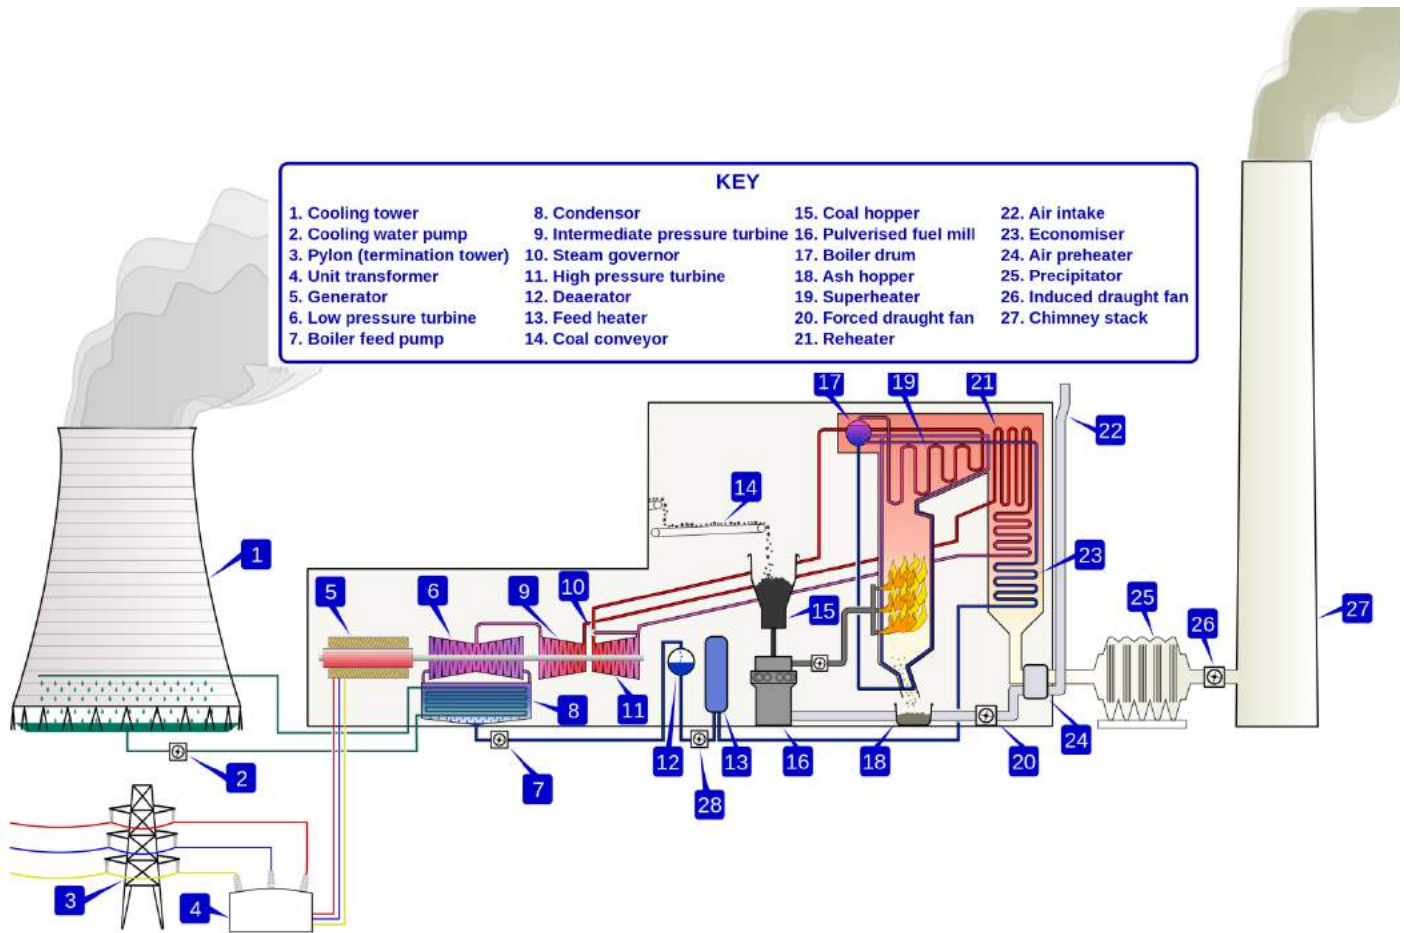 KEY
1. Cooling tower
2. Cooling water pump
3. Pylon (termination tower)
4. Unit transformer
5. Generator
6. Low pressure turbine
7. Boiler feed pump
8. Condensor
9. Intermediate pressure turbine
10. Steam governor
11. High pressure turbine
12. Deaerator
13. Feed heater
14. Coal conveyor
15. Coal hopper
16. Pulverised fuel mill
17. Boiler drum
18. Ash hopper
19. Superheater
20. Forced draught fan
21. Reheater
22. Air intake
23. Economiser
24. Air preheater
25. Precipitator
26. Induced draught fan
27. Chimney stack
17
19
21
22
14
1
5
6
9
10
15
23
25
26
27
8
11
12
28
13
16
18
20
24
2
7
3
4